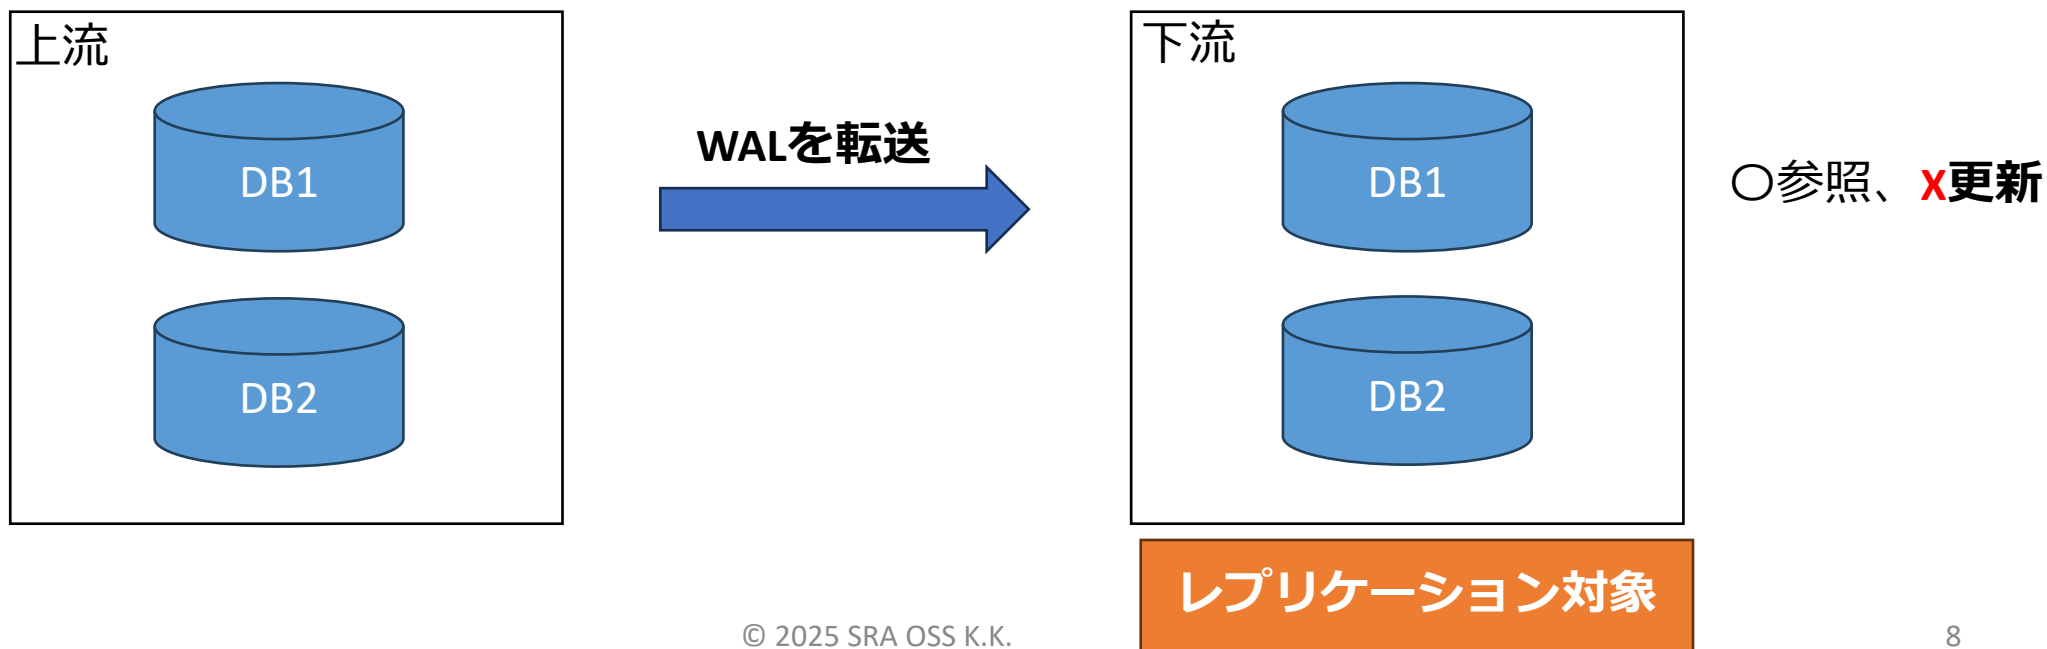 上流
DB1
DB2
WALを転送
下流
DB1
DB2
〇参照、X更新
レプリケーション対象
© 2025 SRA OSS K.K.
8